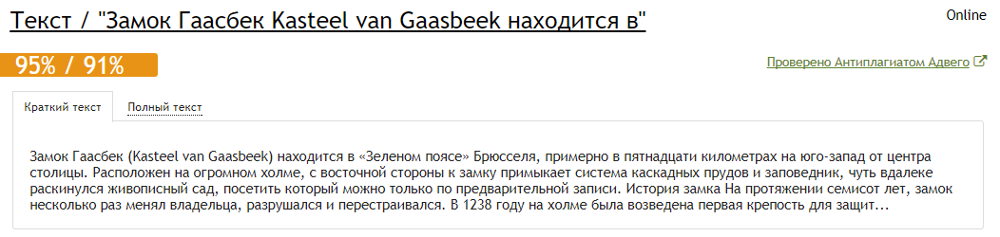 Текст / "Замок Гаасбек Kasteel van Gaasbeek находится в"
Online
95% / 91%
Проверено Антиплагиатом Адвего
Краткий текст
Полный текст
Замок Гаасбек (Kasteel van Gaasbeek) находится в «Зеленом поясе» Брюсселя, примерно в пятнадцати километрах на юго-запад от центра
столицы. Расположен на огромном холме, с восточной стороны к замку примыкает система каскадных прудов и заповедник, чуть вдалеке
раскинулся живописный сад, посетить который можно только по предварительной записи. История замка На протяжении семисот лет, замок
несколько раз менял владельца, разрушался и перестраивался. В 1238 году на холме была возведена первая крепость для защит...